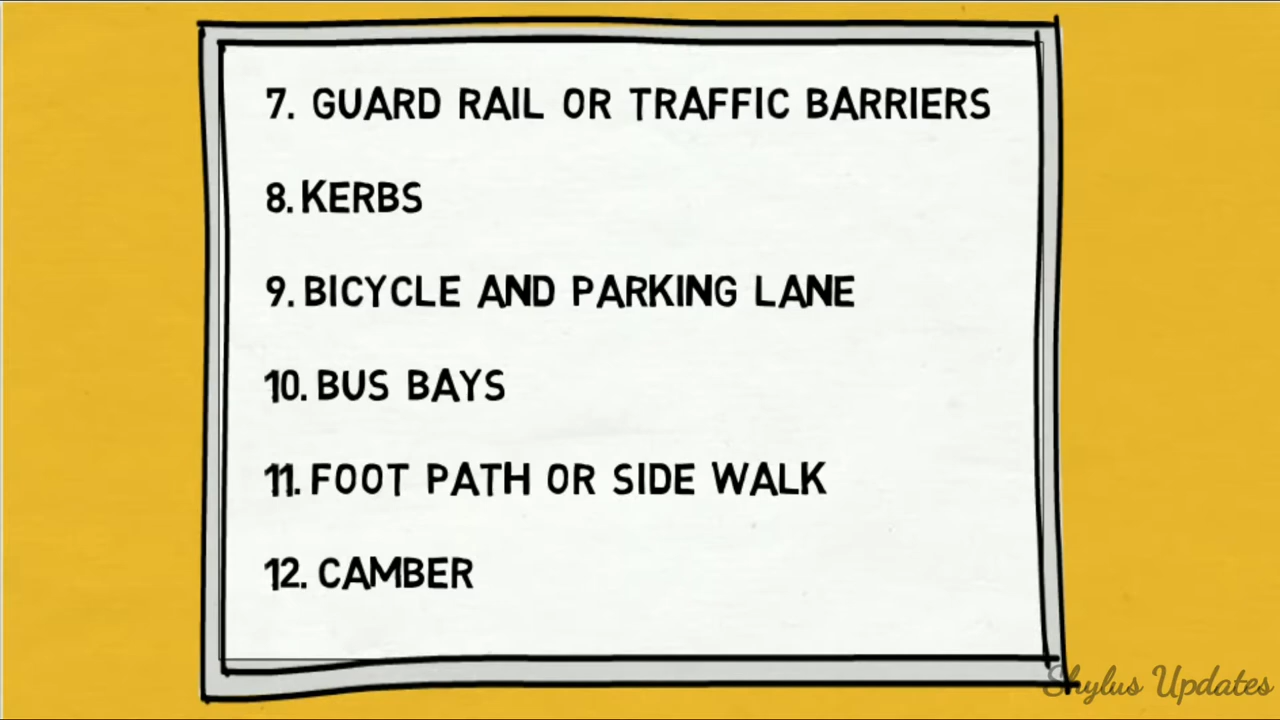 7. GUARD RAIL OR TRAFFIC BARRIERS
8. KERBS
9. BICYCLE AND PARKING LANE
10. BUS BAYS
11. FOOT PATH OR SIDE WALK
12. CAMBER
Shylus Updates